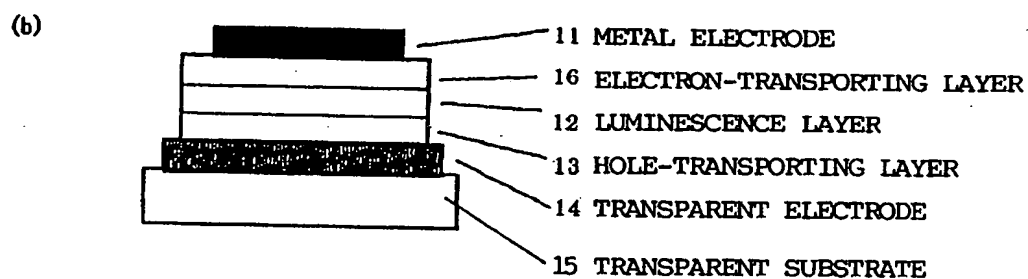 (b)
11 METAL ELECTRODE
16 ELECTRON-TRANSPORTING LAYER
12 LUMINESCENCE LAYER
13 HOLE-TRANSPORTING LAYER
14 TRANSPARENT ELECTRODE
15 TRANSPARENT SUBSTRATE